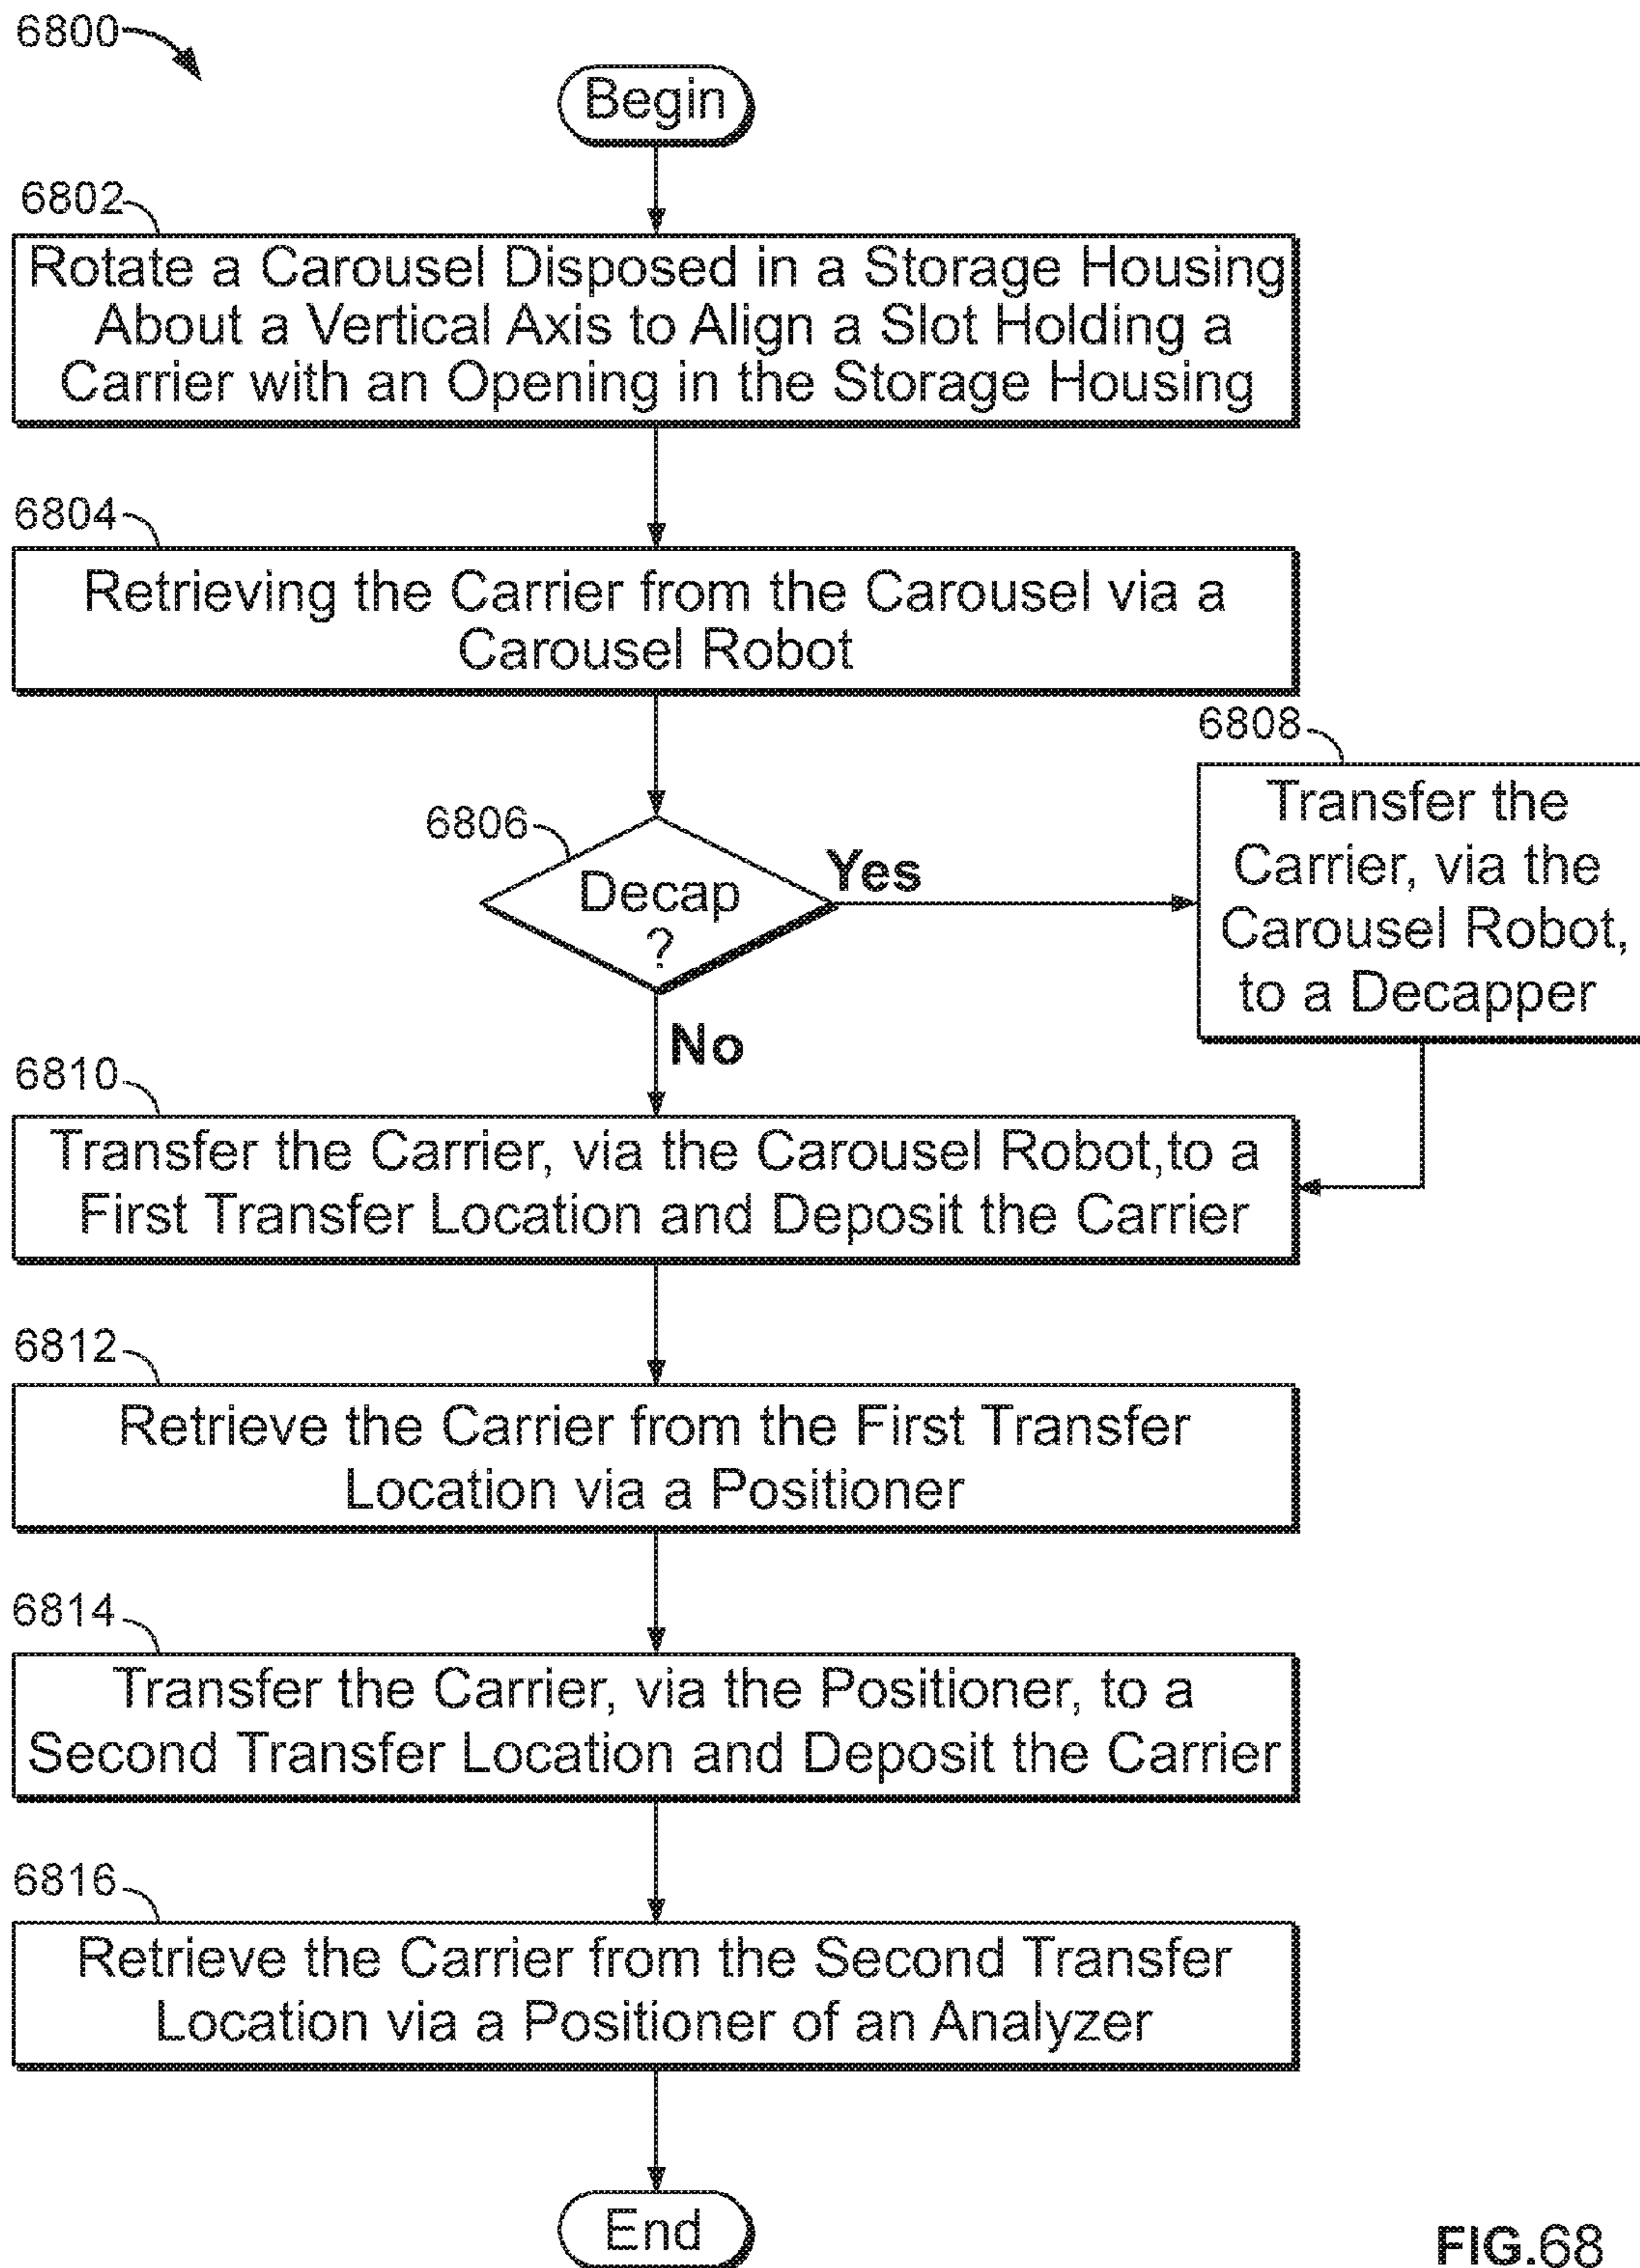 6800
Begin
6802
Rotate a Carousel Disposed in a Storage Housing
About a Vertical Axis to Align a Slot Holding a
Carrier with an Opening in the Storage Housing
6804
Retrieving the Carrier from the Carousel via a
Carousel Robot
6806
Decap
?
Yes
6808
Transfer the
Carrier, via the
Carousel Robot,
to a Decapper
No
6810
Transfer the Carrier, via the Carousel Robot,to a
First Transfer Location and Deposit the Carrier
6812
Retrieve the Carrier from the First Transfer
Location via a Positioner
6814
Transfer the Carrier, via the Positioner, to a
Second Transfer Location and Deposit the Carrier
6816
Retrieve the Carrier from the Second Transfer
Location via a Positioner of an Analyzer
End
FIG.68